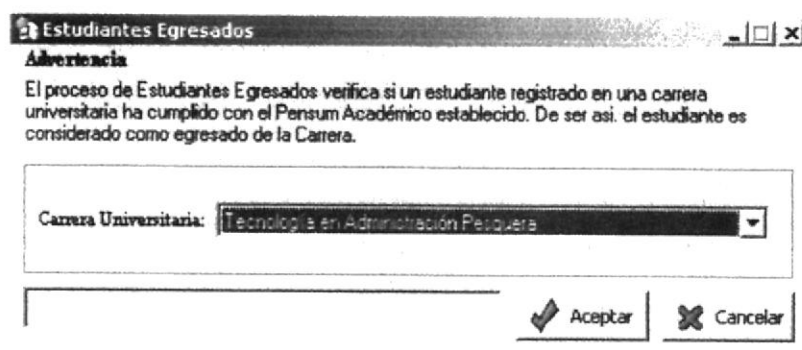 Estudiantes Egresados
Advertencia
El proceso de Estudiantes Egresados verifica si un estudiante registrado en una carrera
universitaria ha cumplido con el Pensum Académico establecido. De ser asi. el estudiante es
considerado como egresado de la Carrera.
Carrera Universitaria: Tecnología en Administración Pesquera
Aceptar Cancelar